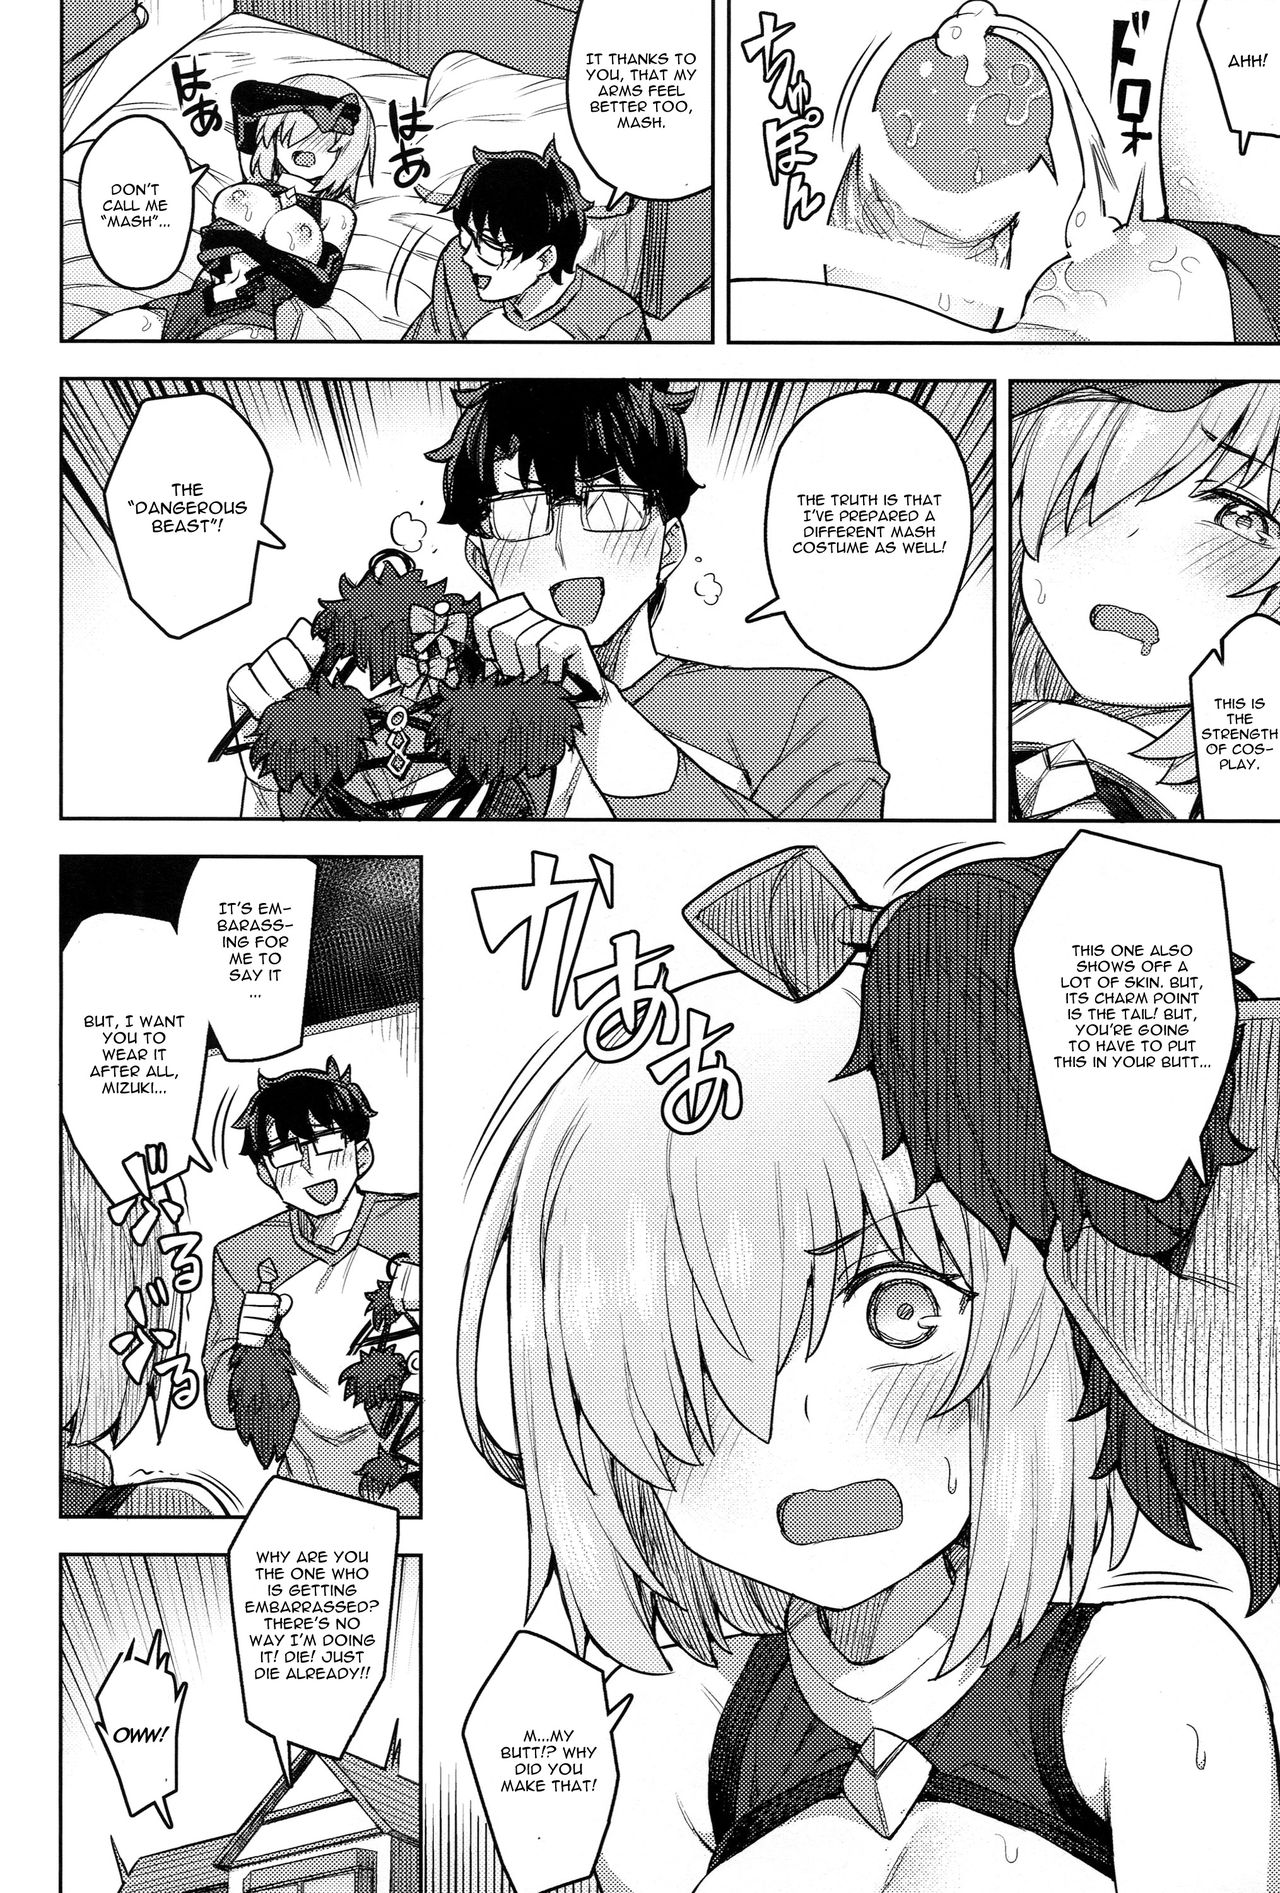 AHH!
ドロォ
ちゅぽん
IT THANKS TO
YOU, THAT MY
ARMS FEEL
BETTER TOO,
MASH.
はあ
はあ
DON'T
CALL ME
"MASH"...
THIS IS
THE
STRENGTH
OF COS-
PLAY.
THE TRUTH IS THAT
I'VE PREPARED A
DIFFERENT MASH
COSTUME AS WELL!
THE
"DANGEROUS
BEAST"!
THIS ONE ALSO
SHOWS OFF A
LOT OF SKIN. BUT,
ITS CHARM POINT
IS THE TAIL! BUT,
YOU'RE GOING
TO HAVE TO PUT
THIS IN YOUR BUTT...
かぁぁ
M...MY
BUTT!? WHY
DID YOU
MAKE THAT!
IT'S EM-
BARASS-
ING FOR
ME TO
SAY IT
...
BUT, I WANT
YOU TO
WEAR IT
AFTER ALL,
MIZUKI...
ぶる
ぶる
WHY ARE YOU
THE ONE WHO
IS GETTING
EMBARRASSED?
THERE'S NO
WAY I'M DOING
IT! DIE! JUST
DIE ALREADY!!
OWW!